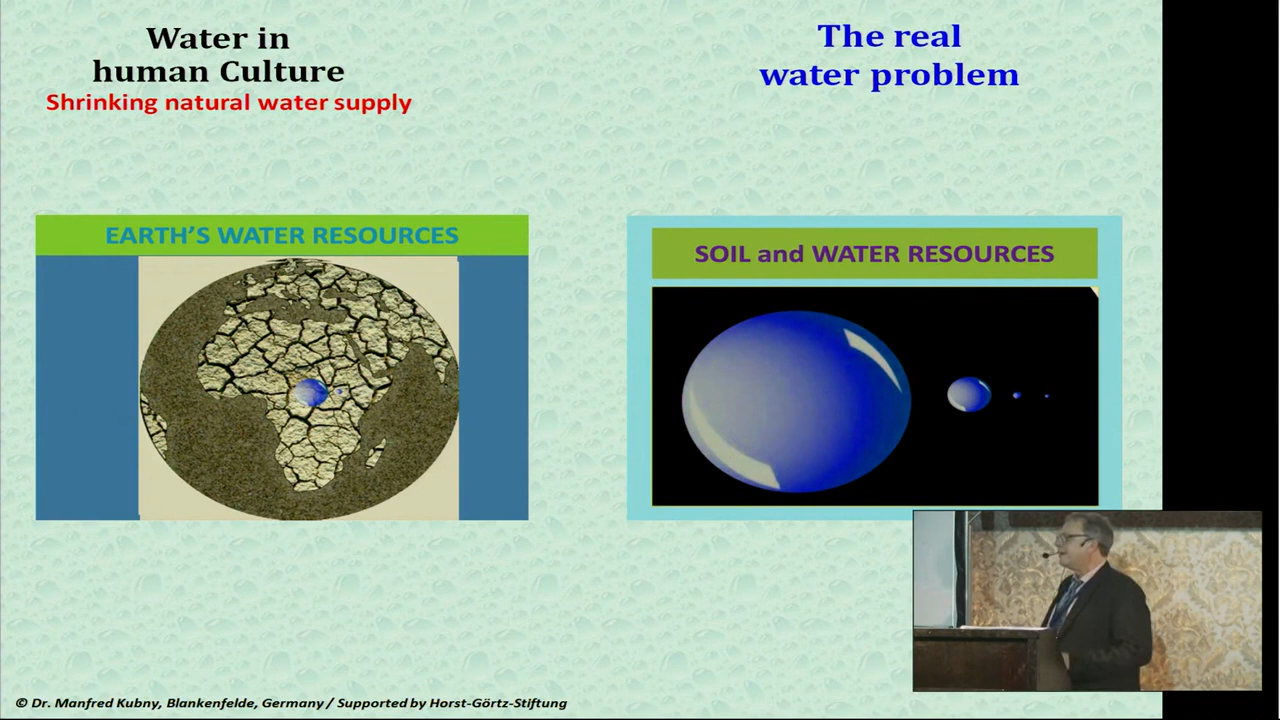 Water in
human Culture
Shrinking natural water supply
The real
water problem
EARTH'S WATER RESOURCES
SOIL and WATER RESOURCES
© Dr. Manfred Kubny, Blankenfelde, Germany / Supported by Horst-Görtz-Stiftung